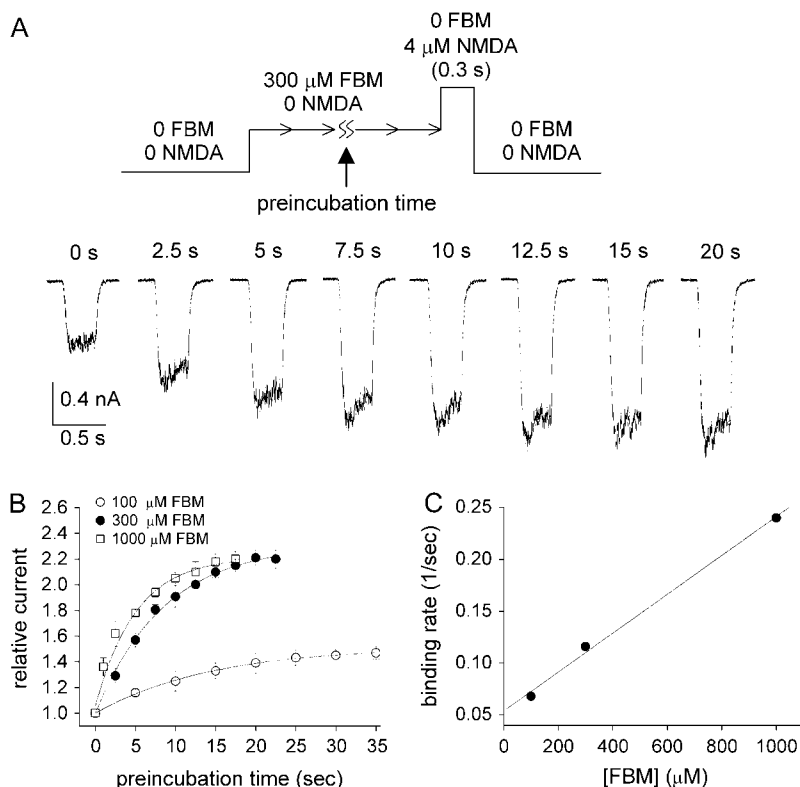 A
0 FBM
4 μM NMDA
(0.3 s)
300 μM FBM
0 NMDA
0 FBM
0 NMDA
0 FBM
0 NMDA
preincubation time
0 s 2.5 s 5 s 7.5 s 10 s 12.5 s 15 s 20 s
0.4 nA
0.5 s
B
100 μM FBM
300 μM FBM
1000 μM FBM
relative current
2.6
2.4
2.2
2.0
1.8
1.6
1.4
1.2
1.0
0 5 10 15 20 25 30 35
preincubation time (sec)
C
binding rate (1/sec)
0.25
0.20
0.15
0.10
0.05
0 200 400 600 800 1000
[FBM] (μM)